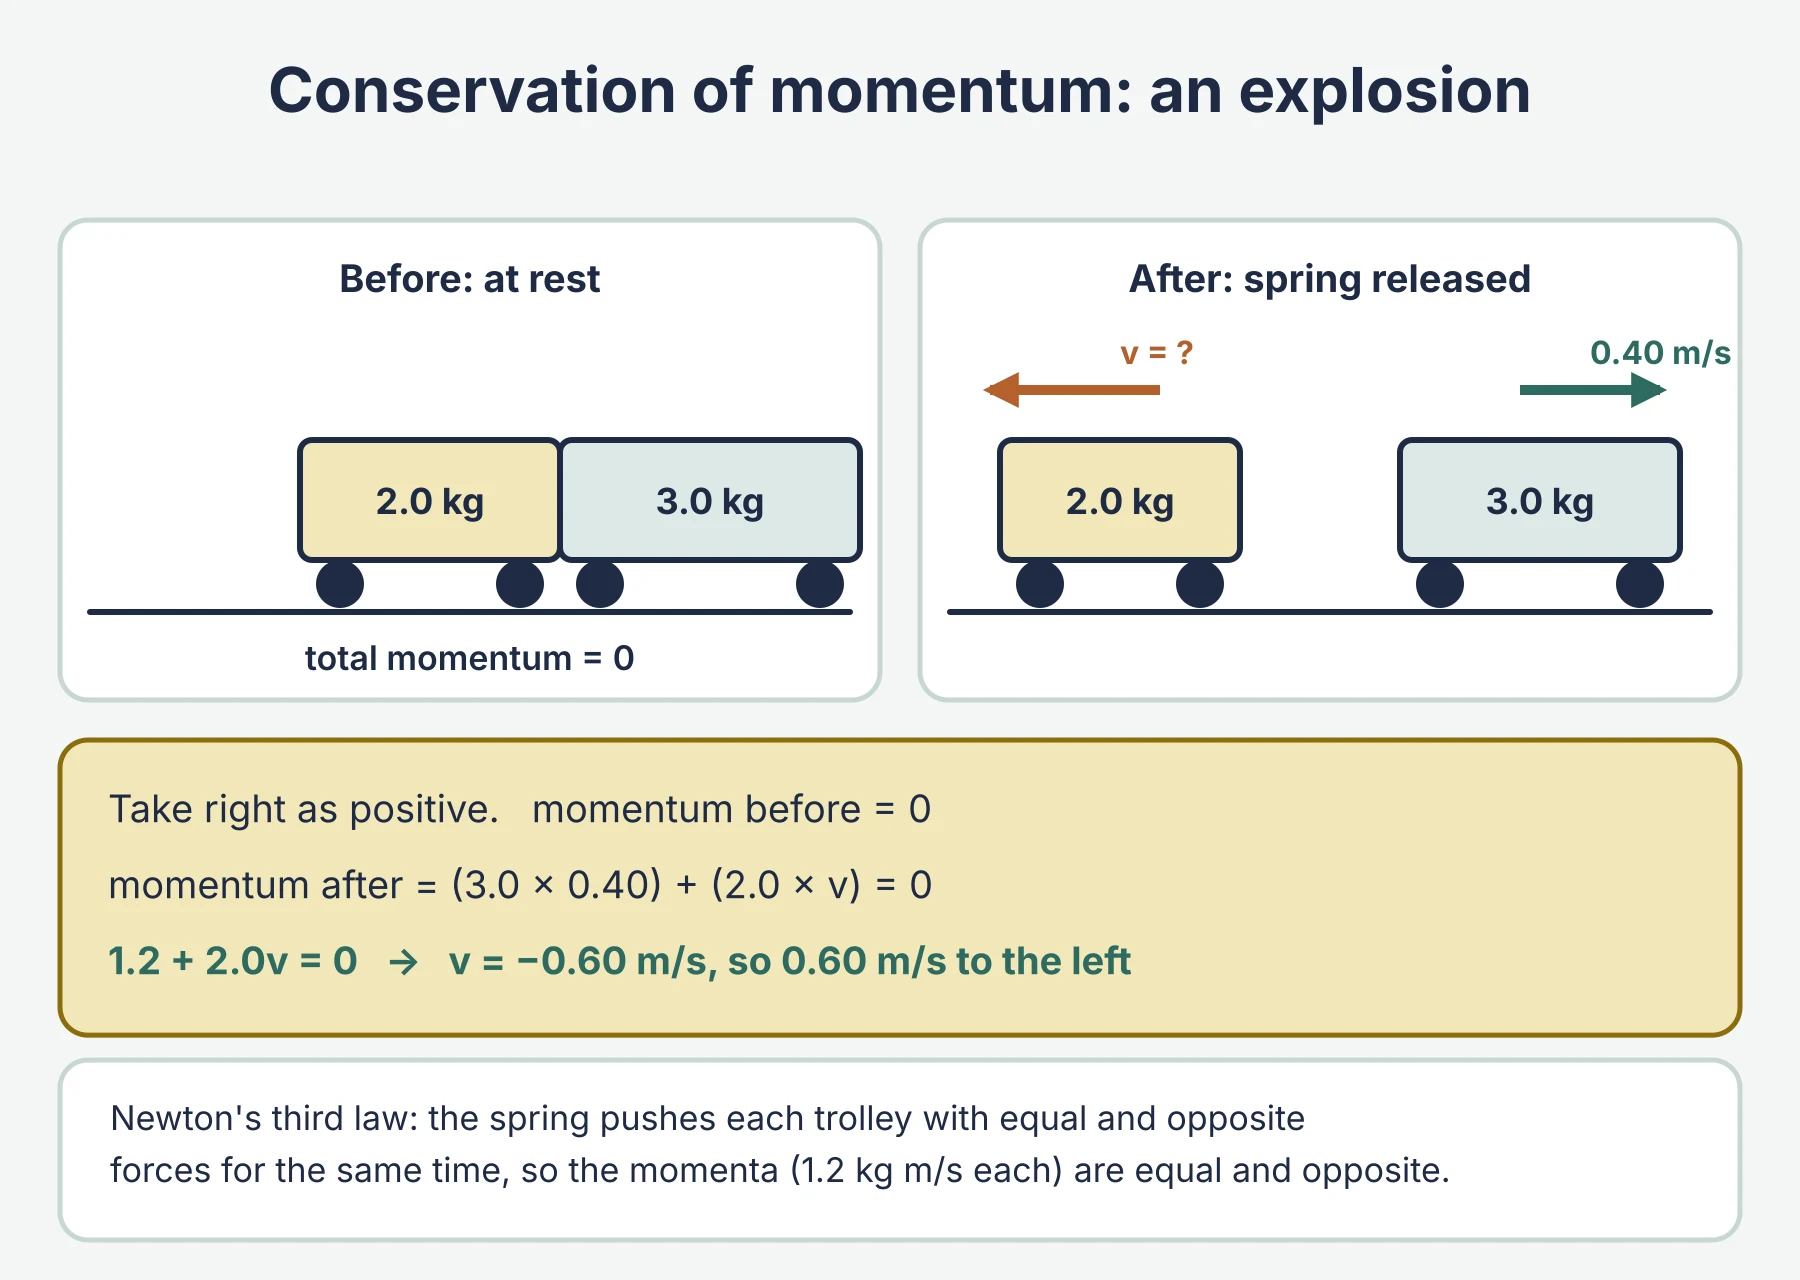 Conservation of momentum: an explosion
Before: at rest
2.0 kg
3.0 kg
total momentum = 0
After: spring released
v = ?
0.40 m/s
2.0 kg
3.0 kg
Take right as positive. momentum before = 0
momentum after = (3.0 × 0.40) + (2.0 × v) = 0
1.2 + 2.0v = 0 → v = −0.60 m/s, so 0.60 m/s to the left
Newton's third law: the spring pushes each trolley with equal and opposite
forces for the same time, so the momenta (1.2 kg m/s each) are equal and opposite.